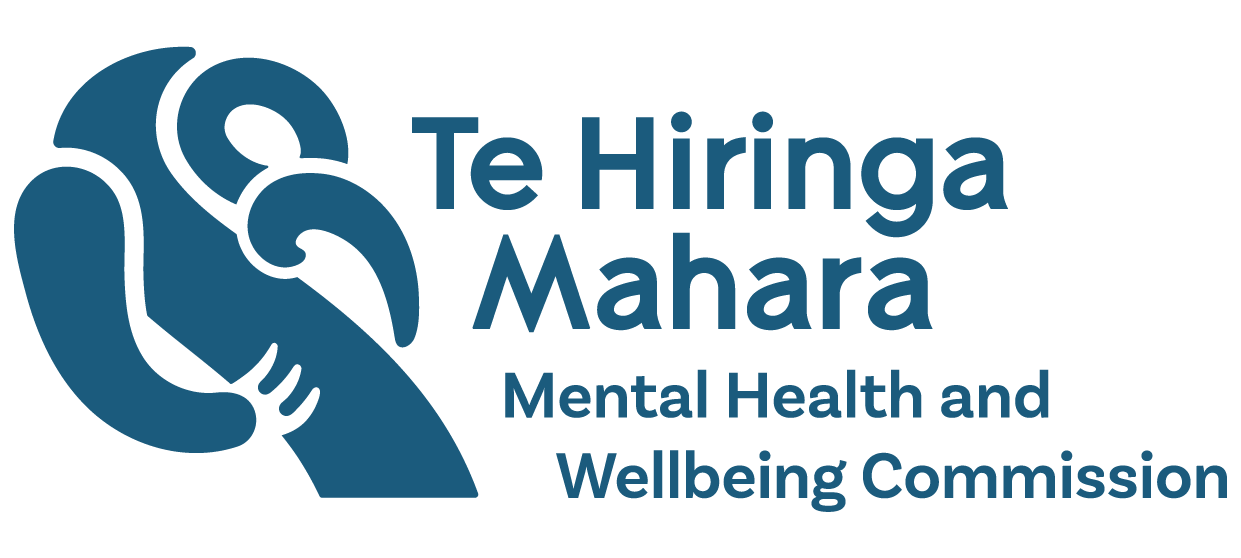 Te Hiringa
Mahara
Mental Health and
Wellbeing Commission